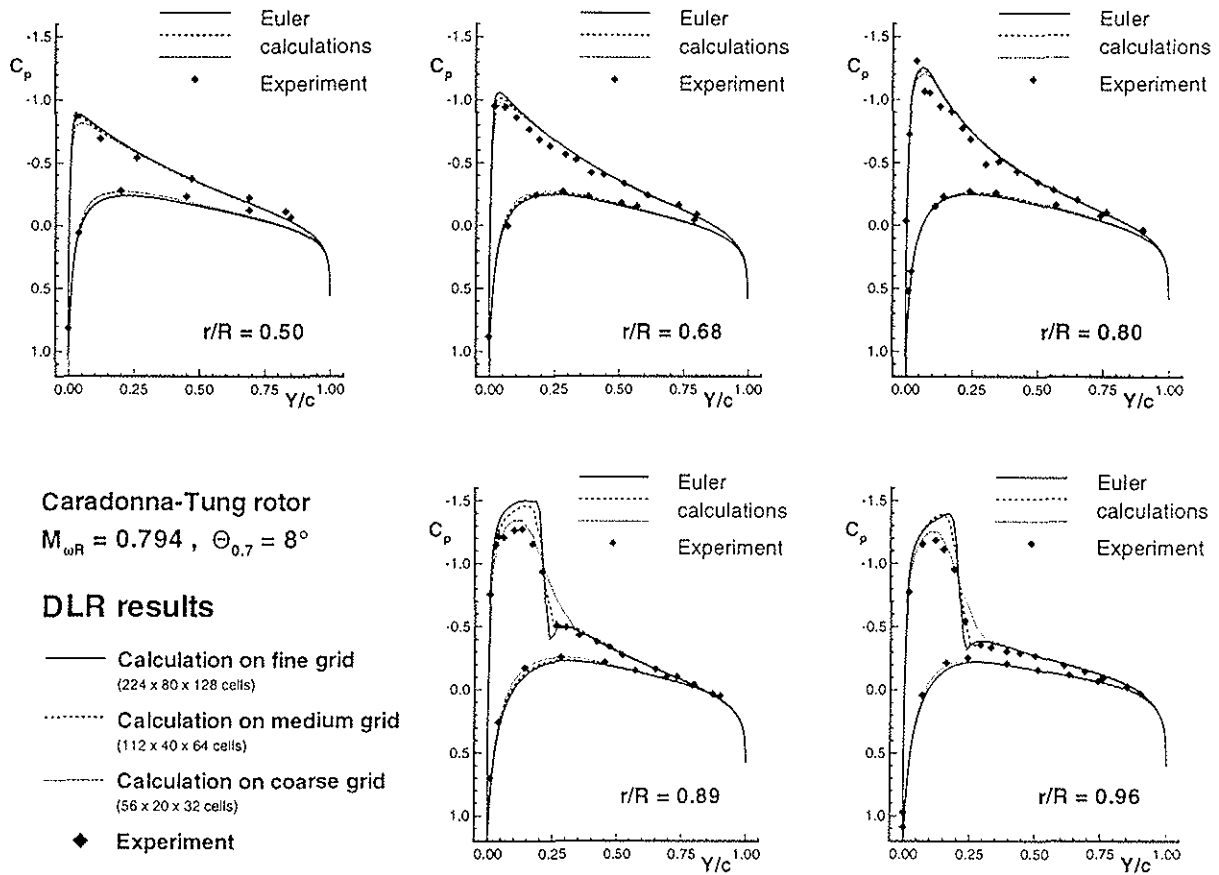 Euler
calculations
Experiment
-1.5
Cp
-1.0
-0.5
0.0
0.5
1.0
r/R = 0.50
0.00 0.25 0.50 0.75 1.00
Y/c
Euler
calculations
Experiment
-1.5
Cp
-1.0
-0.5
0.0
0.5
1.0
r/R = 0.68
0.00 0.25 0.50 0.75 1.00
Y/c
Euler
calculations
Experiment
-1.5
Cp
-1.0
-0.5
0.0
0.5
1.0
r/R = 0.80
0.00 0.25 0.50 0.75 1.00
Y/c
Caradonna-Tung rotor
MωR = 0.794 , Θ0.7 = 8°
DLR results
Calculation on fine grid
(224 x 80 x 128 cells)
Calculation on medium grid
(112 x 40 x 64 cells)
Calculation on coarse grid
(56 x 20 x 32 cells)
Experiment
Euler
calculations
Experiment
-1.5
Cp
-1.0
-0.5
0.0
0.5
1.0
r/R = 0.89
0.00 0.25 0.50 0.75 1.00
Y/c
Euler
calculations
Experiment
-1.5
Cp
-1.0
-0.5
0.0
0.5
1.0
r/R = 0.96
0.00 0.25 0.50 0.75 1.00
Y/c